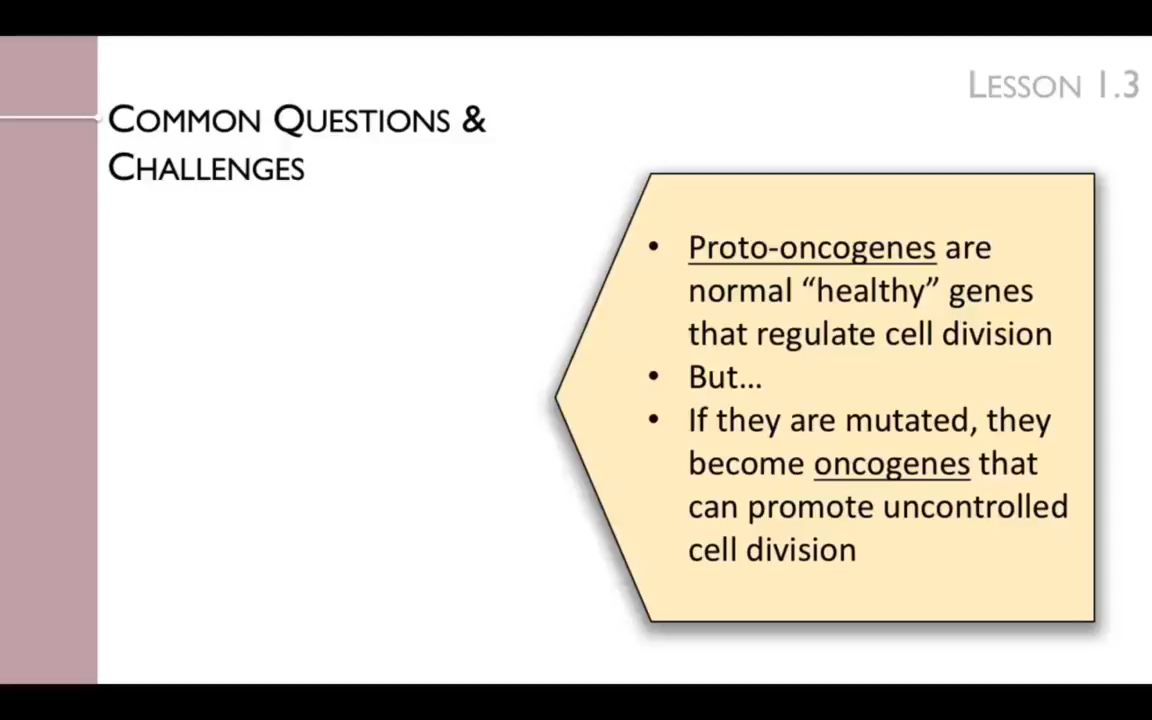 LESSON 1.3
COMMON QUESTIONS &
CHALLENGES
• Proto-oncogenes are
normal “healthy” genes
that regulate cell division
• But…
• If they are mutated, they
become oncogenes that
can promote uncontrolled
cell division